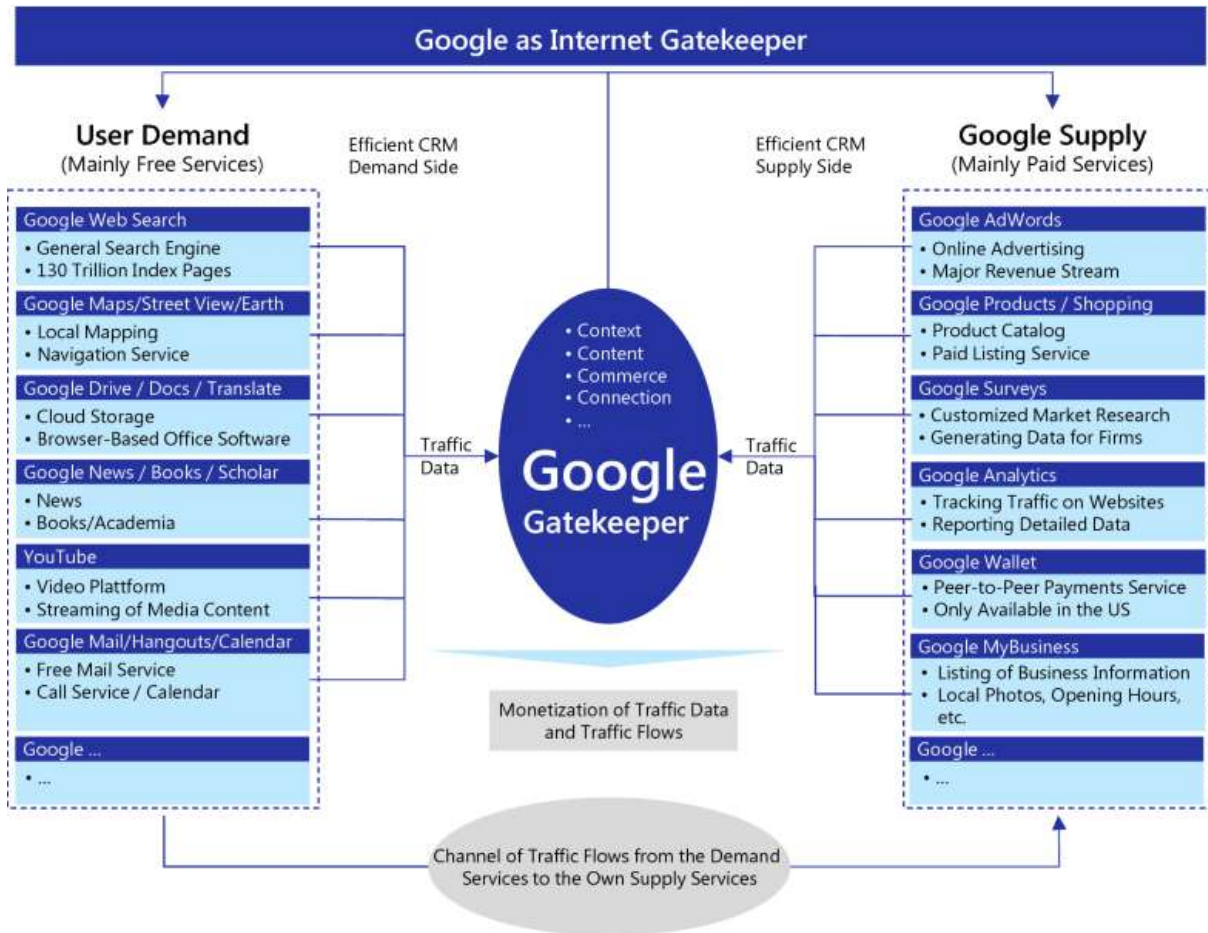 Google as Internet Gatekeeper
User Demand
(Mainly Free Services)
Efficient CRM
Demand Side
Efficient CRM
Supply Side
Google Supply
(Mainly Paid Services)
Google Web Search
• General Search Engine
• 130 Trillion Index Pages
Google Maps/Street View/Earth
• Local Mapping
• Navigation Service
Google Drive / Docs / Translate
• Cloud Storage
• Browser-Based Office Software
Google News / Books / Scholar
• News
• Books/Academia
YouTube
• Video Plattform
• Streaming of Media Content
Google Mail/Hangouts/Calendar
• Free Mail Service
• Call Service / Calendar
Google ...
• ...
Traffic
Data
• Context
• Content
• Commerce
• Connection
• ...
Google
Gatekeeper
Traffic
Data
Monetization of Traffic Data
and Traffic Flows
Google AdWords
• Online Advertising
• Major Revenue Stream
Google Products / Shopping
• Product Catalog
• Paid Listing Service
Google Surveys
• Customized Market Research
• Generating Data for Firms
Google Analytics
• Tracking Traffic on Websites
• Reporting Detailed Data
Google Wallet
• Peer-to-Peer Payments Service
• Only Available in the US
Google MyBusiness
• Listing of Business Information
• Local Photos, Opening Hours,
etc.
Google ...
• ...
Channel of Traffic Flows from the Demand
Services to the Own Supply Services